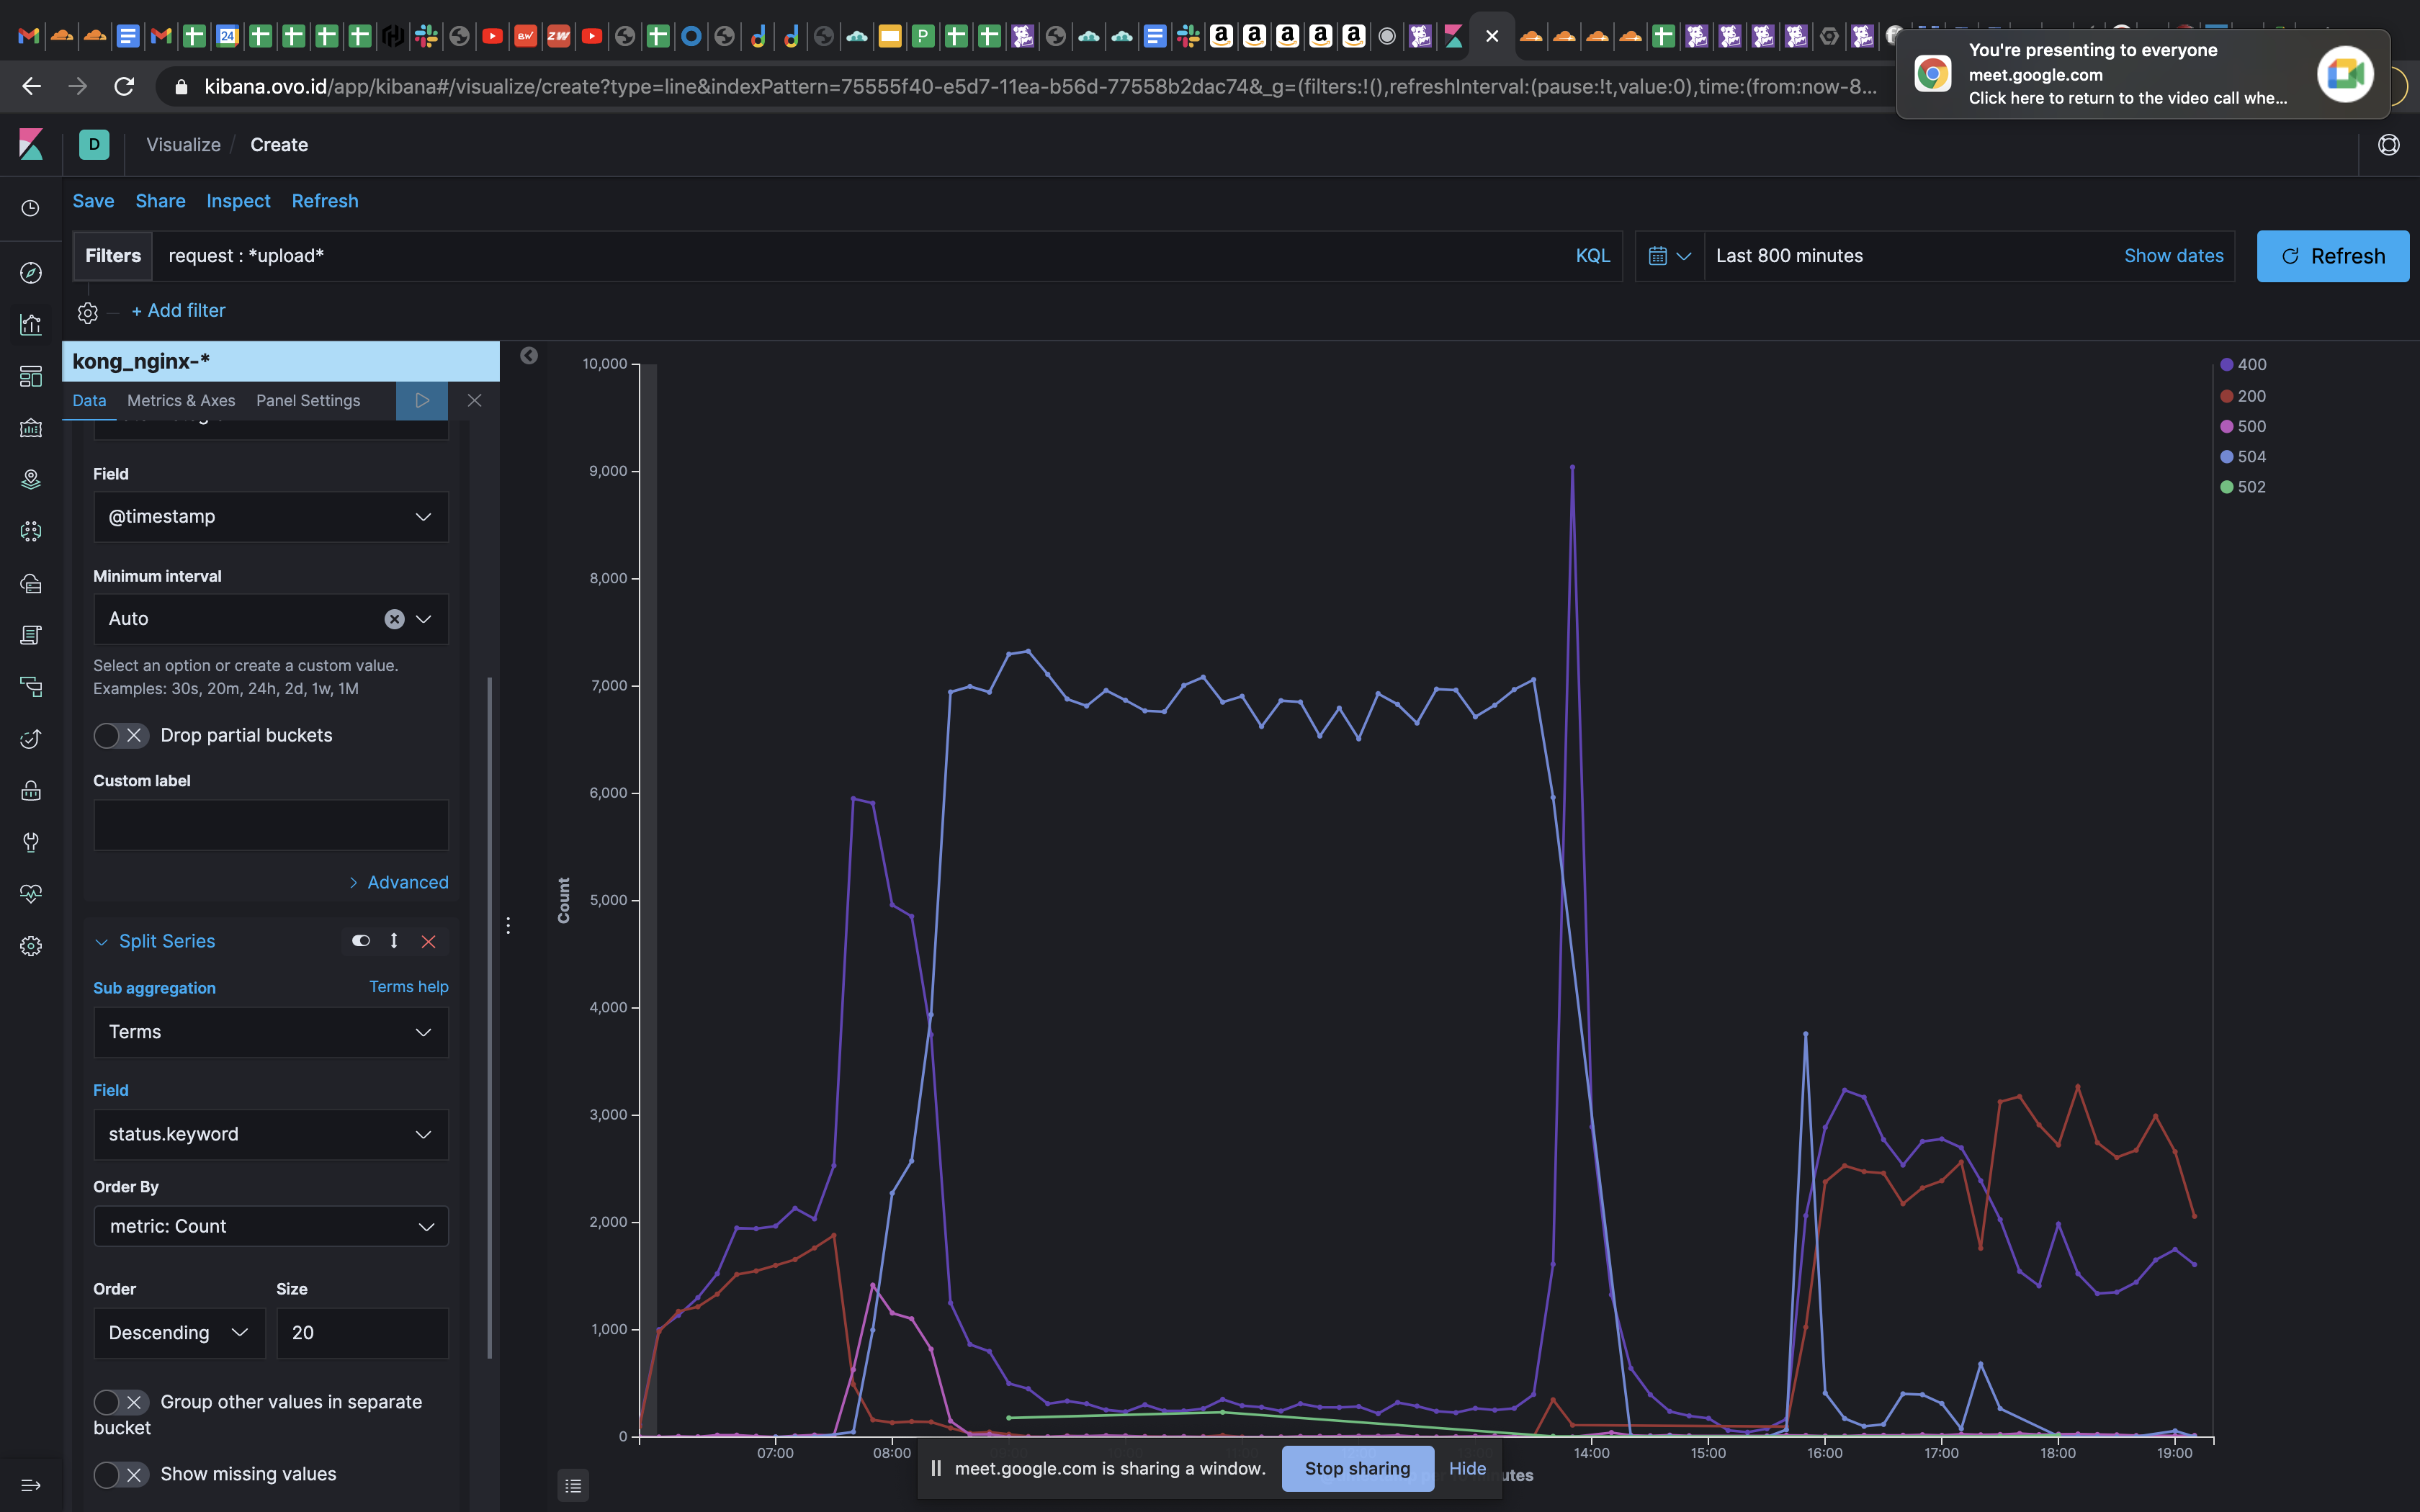 You're presenting to everyone
meet.google.com
Click here to return to the video call whe...
kibana.ovo.id/app/kibana#/visualize/create?type=line&indexPattern=75555f40-e5d7-11ea-b56d-77558b2dac74&_g=(filters:!(),refreshInterval:(pause:!t,value:0),time:(from:now-8...
D Visualize / Create
Save Share Inspect Refresh
Filters request : *upload* KQL Last 800 minutes Show dates Refresh
+ Add filter
kong_nginx-*
Data Metrics & Axes Panel Settings
Field
@timestamp
Minimum interval
Auto
Select an option or create a custom value.
Examples: 30s, 20m, 24h, 2d, 1w, 1M
Drop partial buckets
Custom label
Advanced
Split Series
Sub aggregation Terms help
Terms
Field
status.keyword
Order By
metric: Count
Order Size
Descending 20
Group other values in separate
bucket
Show missing values
10,000
9,000
8,000
7,000
6,000
5,000
4,000
3,000
2,000
1,000
0
Count
07:00 08:00 14:00 15:00 16:00 17:00 18:00 19:00
400
200
500
504
502
meet.google.com is sharing a window. Stop sharing Hide